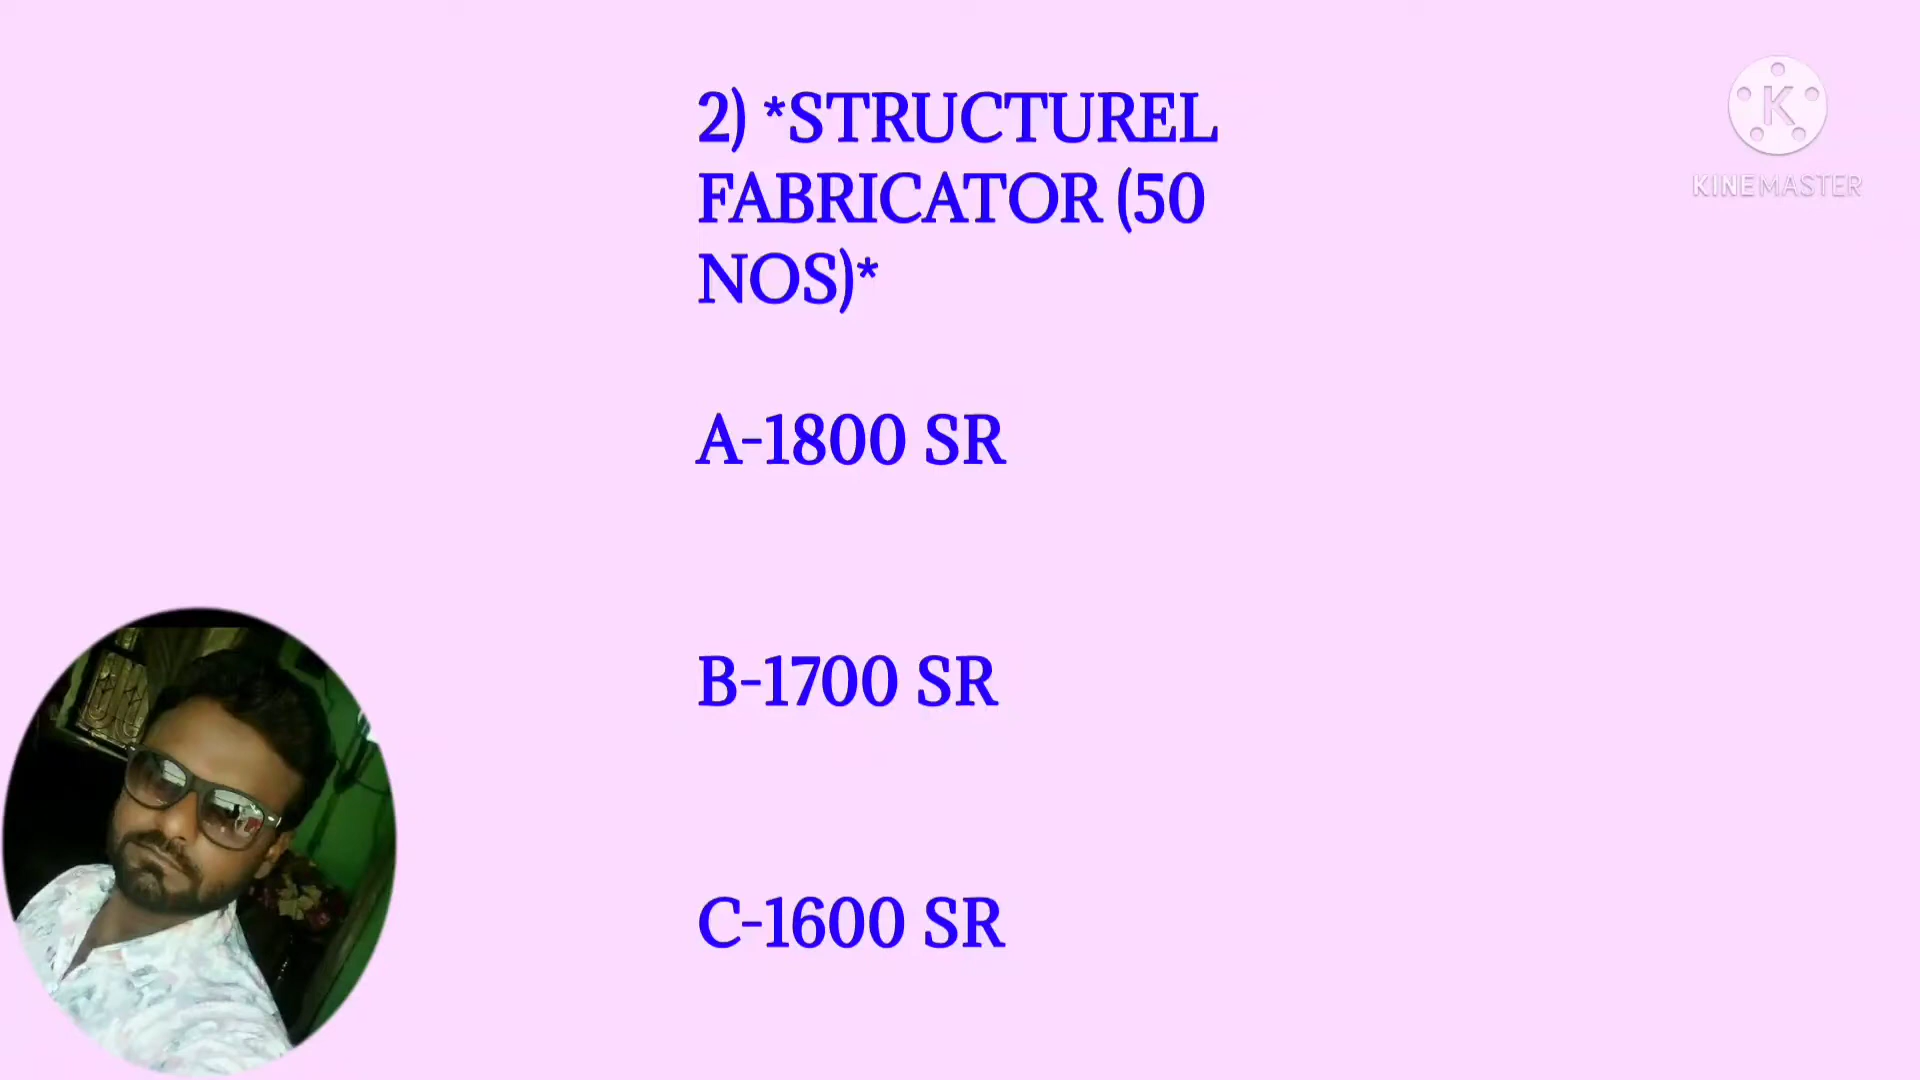 2) *STRUCTUREL
FABRICATOR (50
NOS)*
A-1800 SR
B-1700 SR
C-1600 SR
K
KINEMASTER